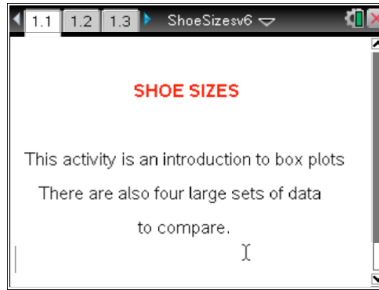 1.1 1.2 1.3 ShoeSizesv6
SHOE SIZES
This activity is an introduction to box plots
There are also four large sets of data
to compare.